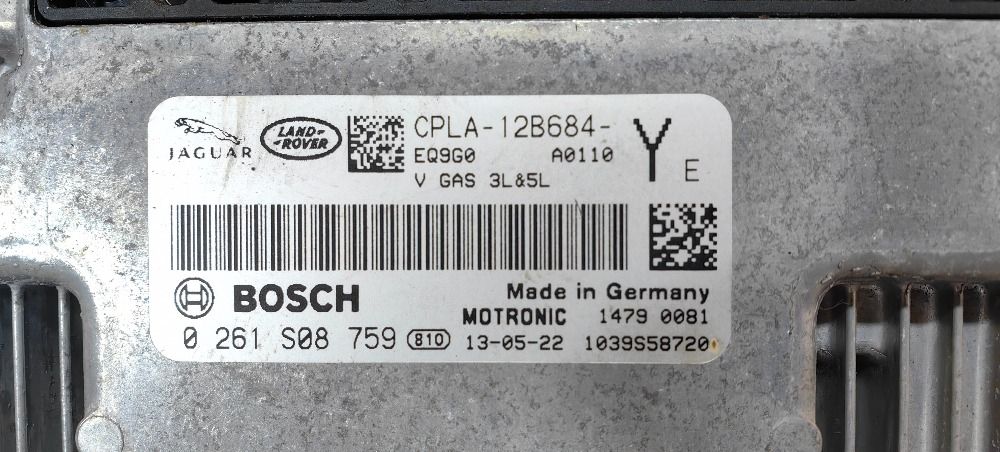 JAGUAR
LAND-
-ROVER
CPLA-12B684-
Y E
EQ9G0 A0110
V GAS 3L&5L
BOSCH
Made in Germany
MOTRONIC 1479 0081
0 261 S08 759 810 13-05-22 1039S58720